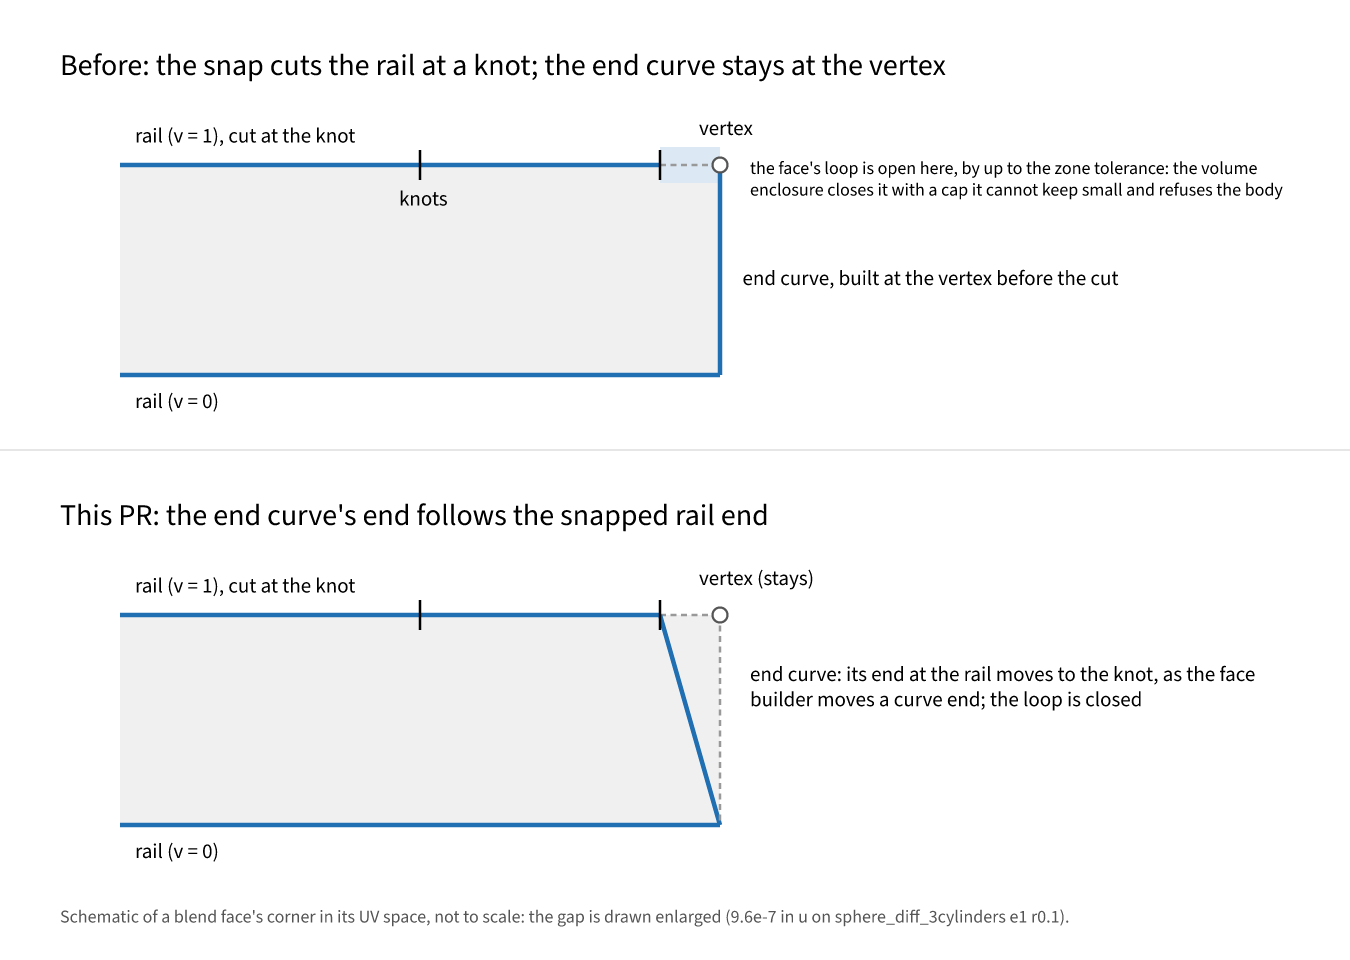 Before: the snap cuts the rail at a knot; the end curve stays at the vertex
vertex
rail (v = 1), cut at the knot
the face's loop is open here, by up to the zone tolerance: the volume
enclosure closes it with a cap it cannot keep small and refuses the body
knots
end curve, built at the vertex before the cut
rail (v = 0)
This PR: the end curve's end follows the snapped rail end
vertex (stays)
rail (v = 1), cut at the knot
end curve: its end at the rail moves to the knot, as the face
builder moves a curve end; the loop is closed
rail (v = 0)
Schematic of a blend face's corner in its UV space, not to scale: the gap is drawn enlarged (9.6e-7 in u on sphere_diff_3cylinders e1 r0.1).